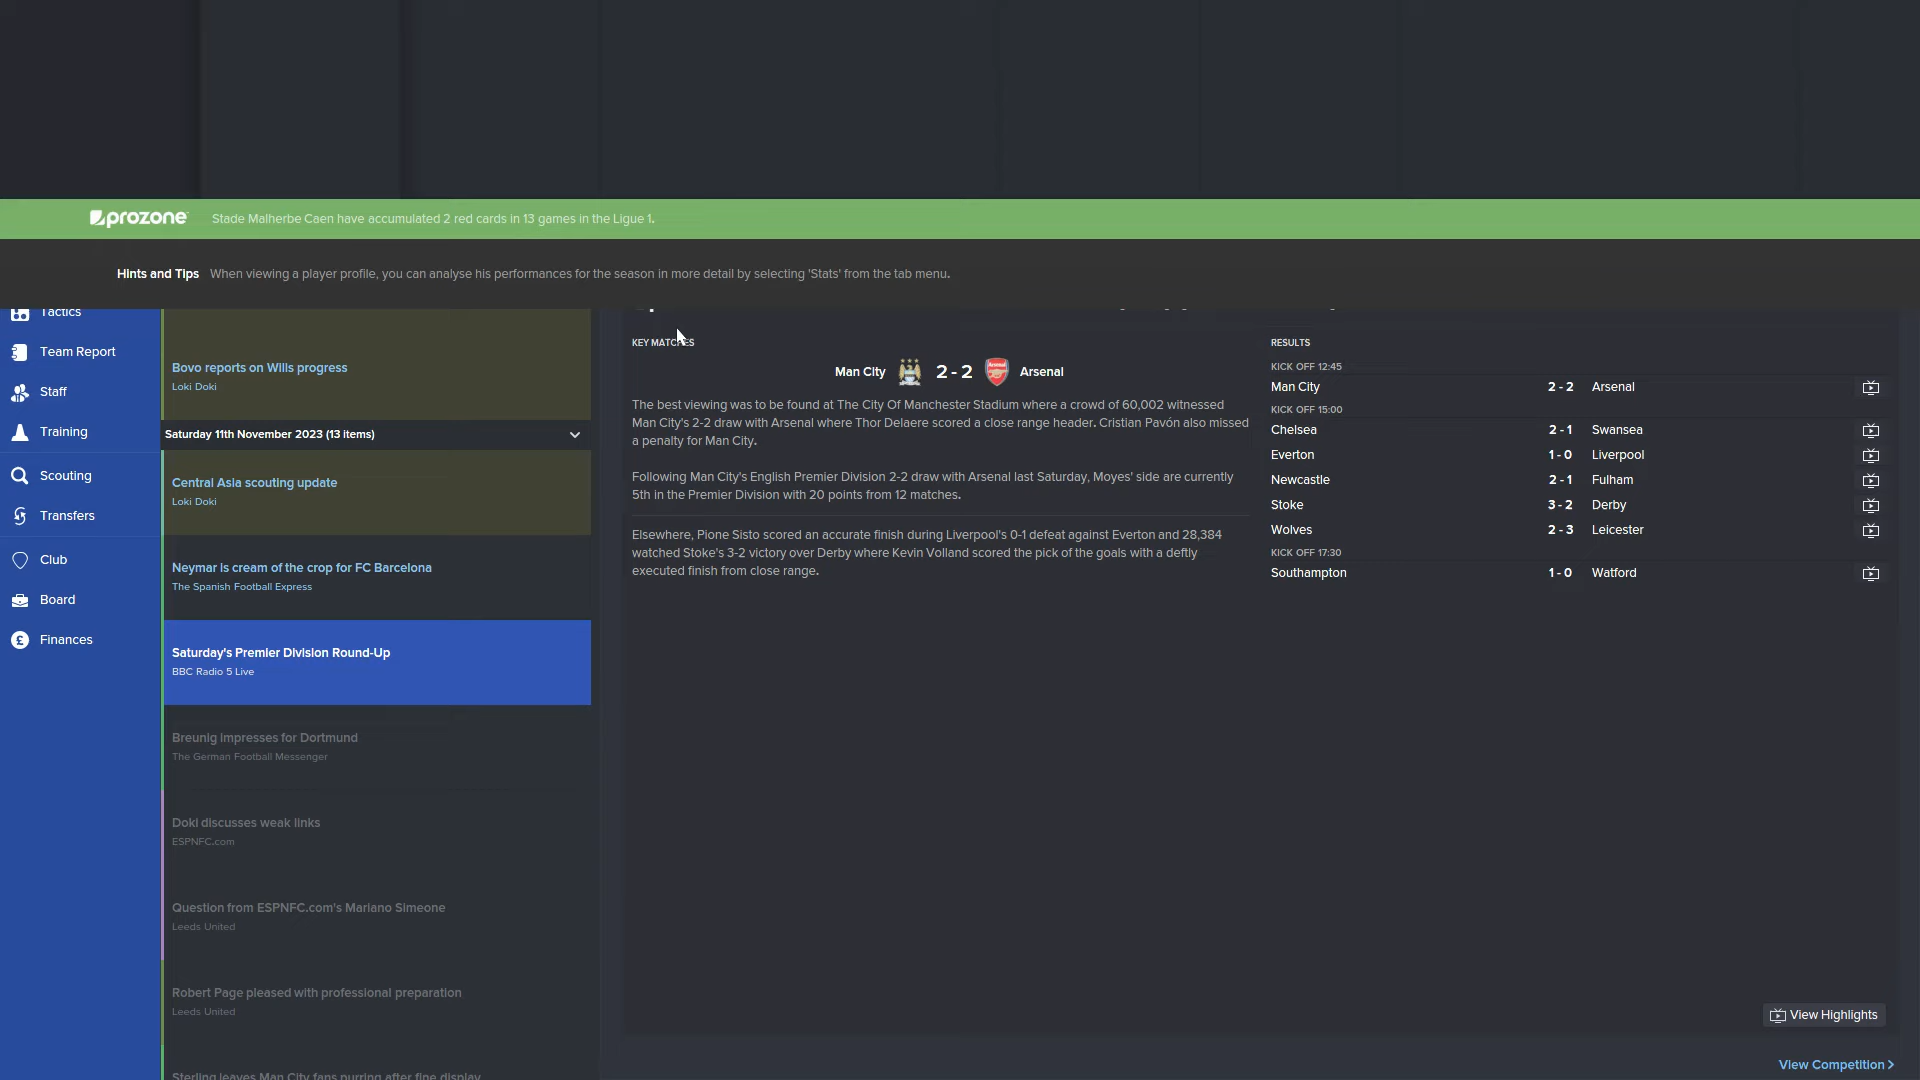 prozone Stade Malherbe Caen have accumulated 2 red cards in 13 games in the Ligue 1.
Hints and Tips When viewing a player profile, you can analyse his performances for the season in more detail by selecting 'Stats' from the tab menu.
Tactics
Team Report
Staff
Training
Scouting
Transfers
Club
Board
Finances
Bovo reports on Wills progress
Loki Doki
Saturday 11th November 2023 (13 items)
Central Asia scouting update
Loki Doki
Neymar is cream of the crop for FC Barcelona
The Spanish Football Express
Saturday's Premier Division Round-Up
BBC Radio 5 Live
Breunig impresses for Dortmund
The German Football Messenger
Doki discusses weak links
ESPNFC.com
Question from ESPNFC.com's Mariano Simeone
Leeds United
Robert Page pleased with professional preparation
Leeds United
Sterling leaves Man City fans purring after fine display
KEY MATCHES
Man City 2 - 2 Arsenal
The best viewing was to be found at The City Of Manchester Stadium where a crowd of 60,002 witnessed
Man City's 2-2 draw with Arsenal where Thor Delaere scored a close range header. Cristian Pavón also missed
a penalty for Man City.
Following Man City's English Premier Division 2-2 draw with Arsenal last Saturday, Moyes' side are currently
5th in the Premier Division with 20 points from 12 matches.
Elsewhere, Pione Sisto scored an accurate finish during Liverpool's 0-1 defeat against Everton and 28,384
watched Stoke's 3-2 victory over Derby where Kevin Volland scored the pick of the goals with a deftly
executed finish from close range.
RESULTS
KICK OFF 12:45
Man City 2 - 2 Arsenal
KICK OFF 15:00
Chelsea 2 - 1 Swansea
Everton 1 - 0 Liverpool
Newcastle 2 - 1 Fulham
Stoke 3 - 2 Derby
Wolves 2 - 3 Leicester
KICK OFF 17:30
Southampton 1 - 0 Watford
View Highlights
View Competition >